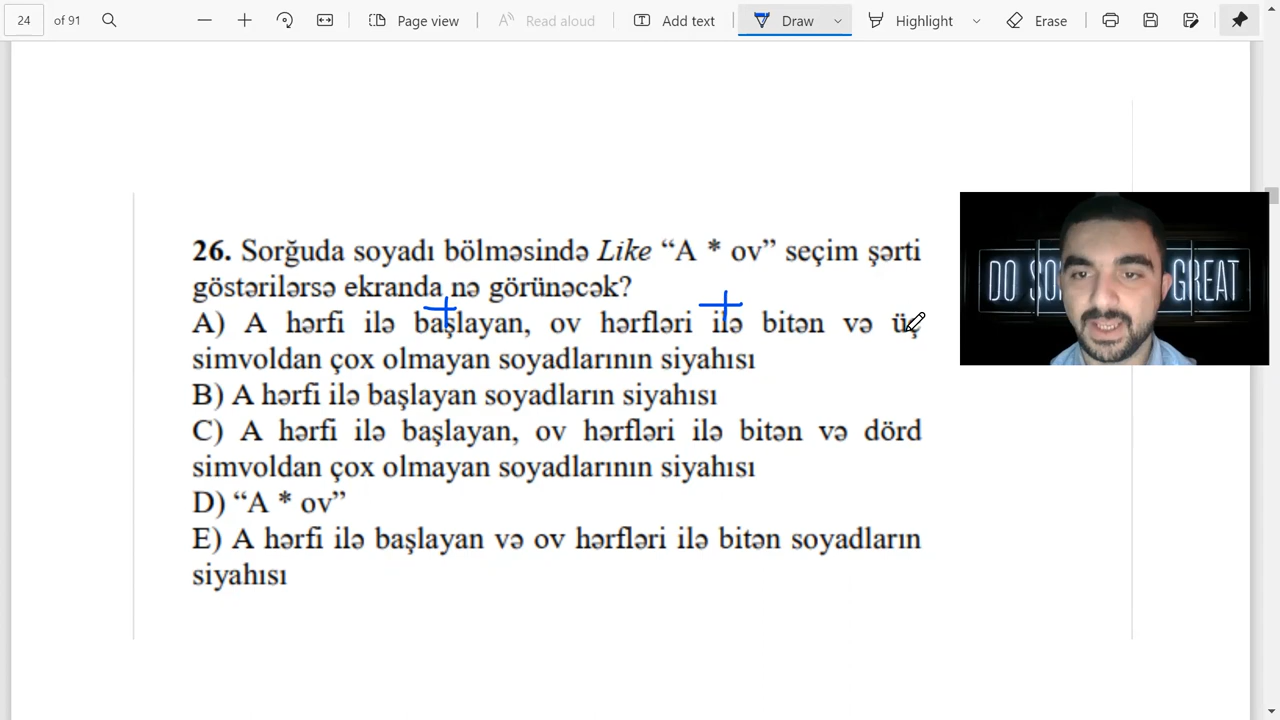 24 of 91 Page view Read aloud Add text Draw Highlight Erase
26. Sorğuda soyadı bölməsində Like “A * ov” seçim şərti
göstərilərsə ekranda nə görünəcək?
A) A hərfi ilə başlayan, ov hərfləri ilə bitən və üç
simvoldan çox olmayan soyadlarının siyahısı
B) A hərfi ilə başlayan soyadların siyahısı
C) A hərfi ilə başlayan, ov hərfləri ilə bitən və dörd
simvoldan çox olmayan soyadlarının siyahısı
D) “A * ov”
E) A hərfi ilə başlayan və ov hərfləri ilə bitən soyadların
siyahısı
DO SO GREAT